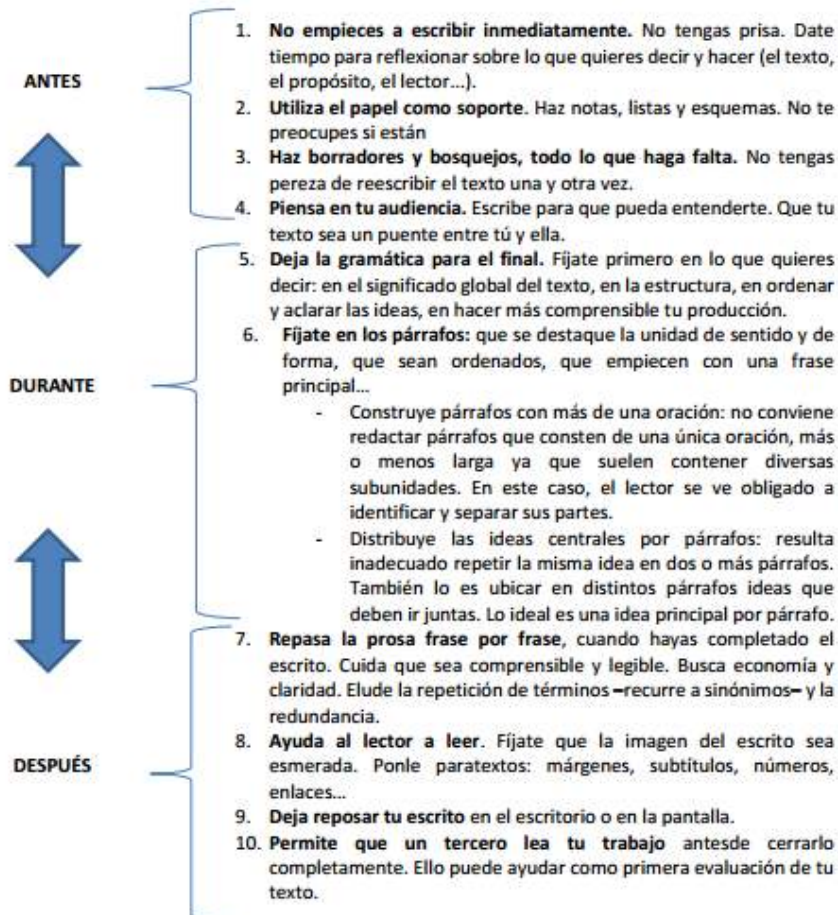 1. No empieces a escribir inmediatamente. No tengas prisa. Date
tiempo para reflexionar sobre lo que quieres decir y hacer (el texto,
el propósito, el lector...).
ANTES
2. Utiliza el papel como soporte. Haz notas, listas y esquemas. No te
preocupes si están
3. Haz borradores y bosquejos, todo lo que haga falta. No tengas
pereza de reescribir el texto una y otra vez.
4. Piensa en tu audiencia. Escribe para que pueda entenderte. Que tu
texto sea un puente entre tú y ella.
5. Deja la gramática para el final. Fíjate primero en lo que quieres
decir: en el significado global del texto, en la estructura, en ordenar
y aclarar las ideas, en hacer más comprensible tu producción.
6. Fíjate en los párrafos: que se destaque la unidad de sentido y de
forma, que sean ordenados, que empiecen con una frase
principal...
DURANTE
- Construye párrafos con más de una oración: no conviene
redactar párrafos que consten de una única oración, más
o menos larga ya que suelen contener diversas
subunidades. En este caso, el lector se ve obligado a
identificar y separar sus partes.
- Distribuye las ideas centrales por párrafos: resulta
inadecuado repetir la misma idea en dos o más párrafos.
También lo es ubicar en distintos párrafos ideas que
deben ir juntas. Lo ideal es una idea principal por párrafo.
7. Repasa la prosa frase por frase, cuando hayas completado el
escrito. Cuida que sea comprensible y legible. Busca economía y
claridad. Elude la repetición de términos –recurre a sinónimos– y la
redundancia.
8. Ayuda al lector a leer. Fíjate que la imagen del escrito sea
esmerada. Ponle paratextos: márgenes, subtítulos, números,
enlaces...
DESPUÉS
9. Deja reposar tu escrito en el escritorio o en la pantalla.
10. Permite que un tercero lea tu trabajo antesde cerrarlo
completamente. Ello puede ayudar como primera evaluación de tu
texto.